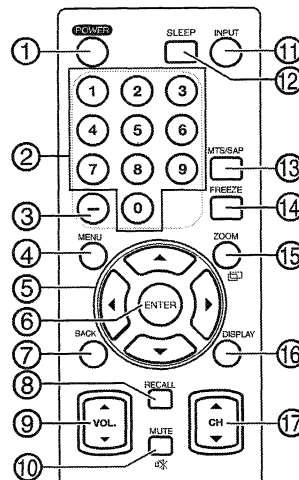 POWER SLEEP INPUT
① ⑪
⑫
1 2 3
②
4 5 6
7 8 9 MTS/SAP
⑬
③ − 0 FREEZE
⑭
MENU ZOOM
④ ⑮
⑤
⑥ ENTER
BACK DISPLAY
⑦ ⑯
⑧ RECALL
⑨ VOL. CH ⑰
MUTE
⑩